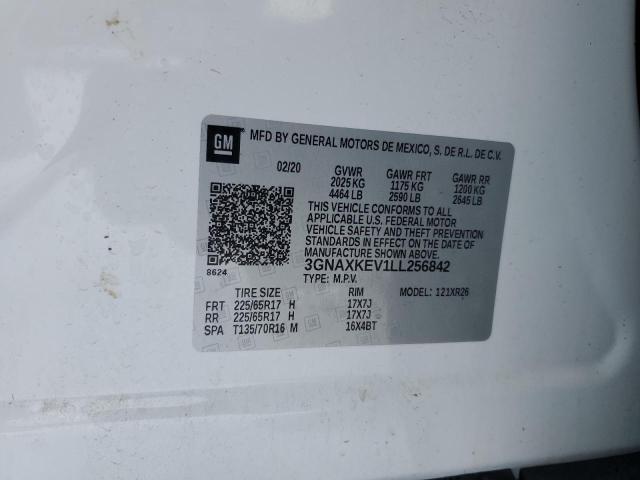 GM MFD BY GENERAL MOTORS DE MEXICO, S. DE R.L. DE C.V.
02/20 GVWR GAWR FRT GAWR RR
2025 KG 1175 KG 1200 KG
4464 LB 2590 LB 2645 LB
THIS VEHICLE CONFORMS TO ALL
APPLICABLE U.S. FEDERAL MOTOR
VEHICLE SAFETY AND THEFT PREVENTION
STANDARDS IN EFFECT ON THE DATE OF
MANUFACTURE SHOWN ABOVE.
3GNAXKEV1LL256842
8624 TYPE: M.P.V.
TIRE SIZE RIM MODEL: 121XR26
FRT 225/65R17 H 17X7J
RR 225/65R17 H 17X7J
SPA T135/70R16 M 16X4BT